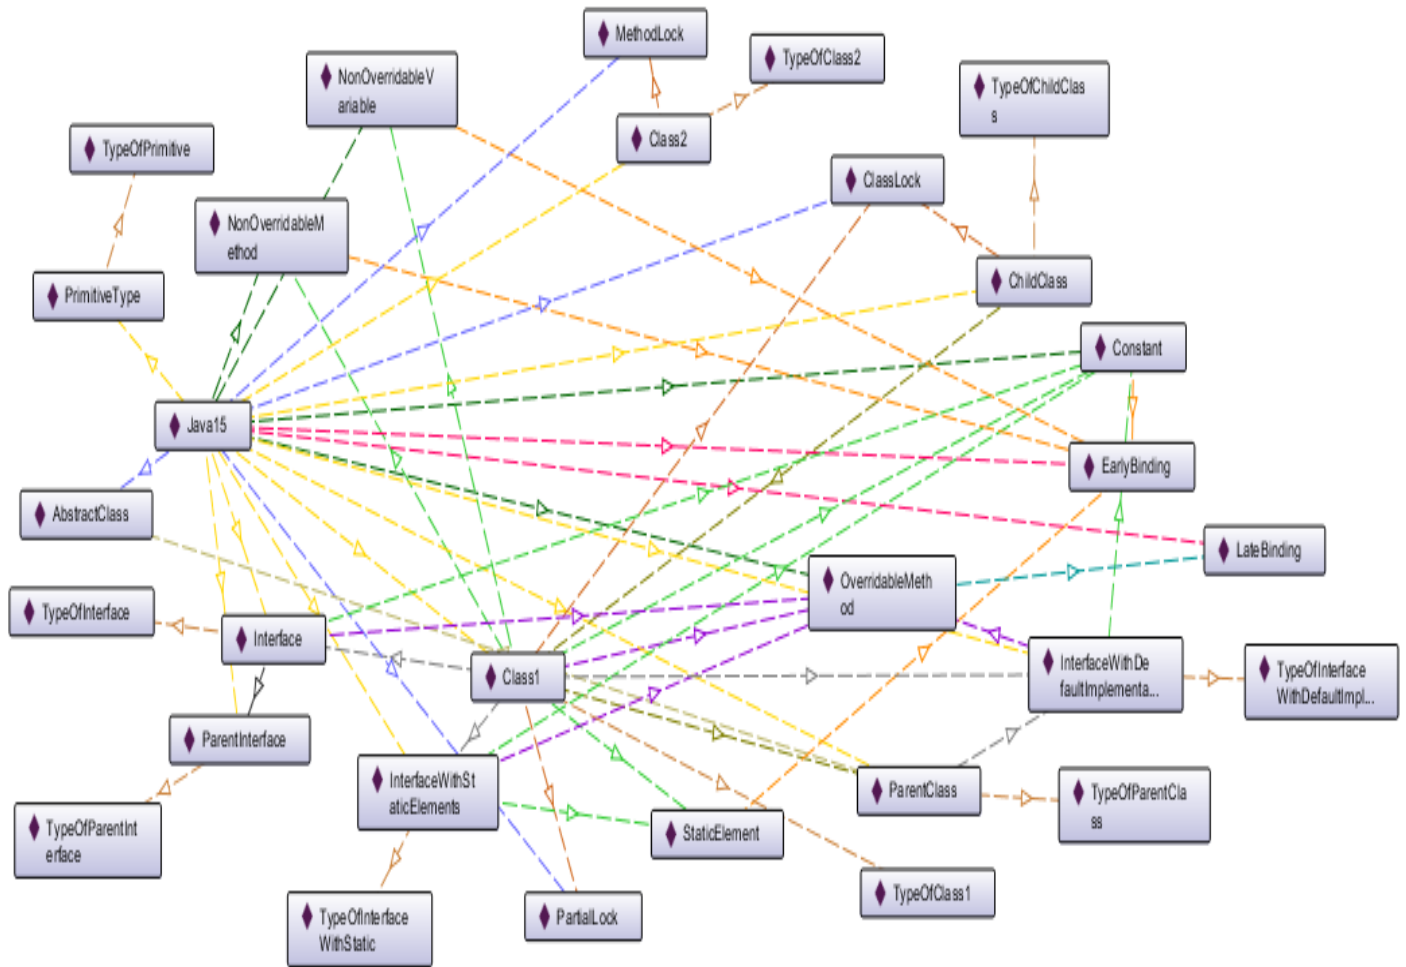 MethodLock
TypeOfClass2
NonOverridableV
ariable
TypeOfChildClas
s
TypeOfPrimitive
Class2
ClassLock
NonOverridableM
ethod
ChildClass
PrimitiveType
Constant
Java15
EarlyBinding
AbstractClass
LateBinding
OverridableMeth
od
TypeOfInterface
Interface
InterfaceWithDe
faultImplementa...
TypeOfInterface
WithDefaultImpl...
Class1
ParentInterface
InterfaceWithSt
aticElements
ParentClass
TypeOfParentCla
ss
TypeOfParentInt
erface
StaticElement
TypeOfClass1
TypeOfInterface
WithStatic
PartialLock